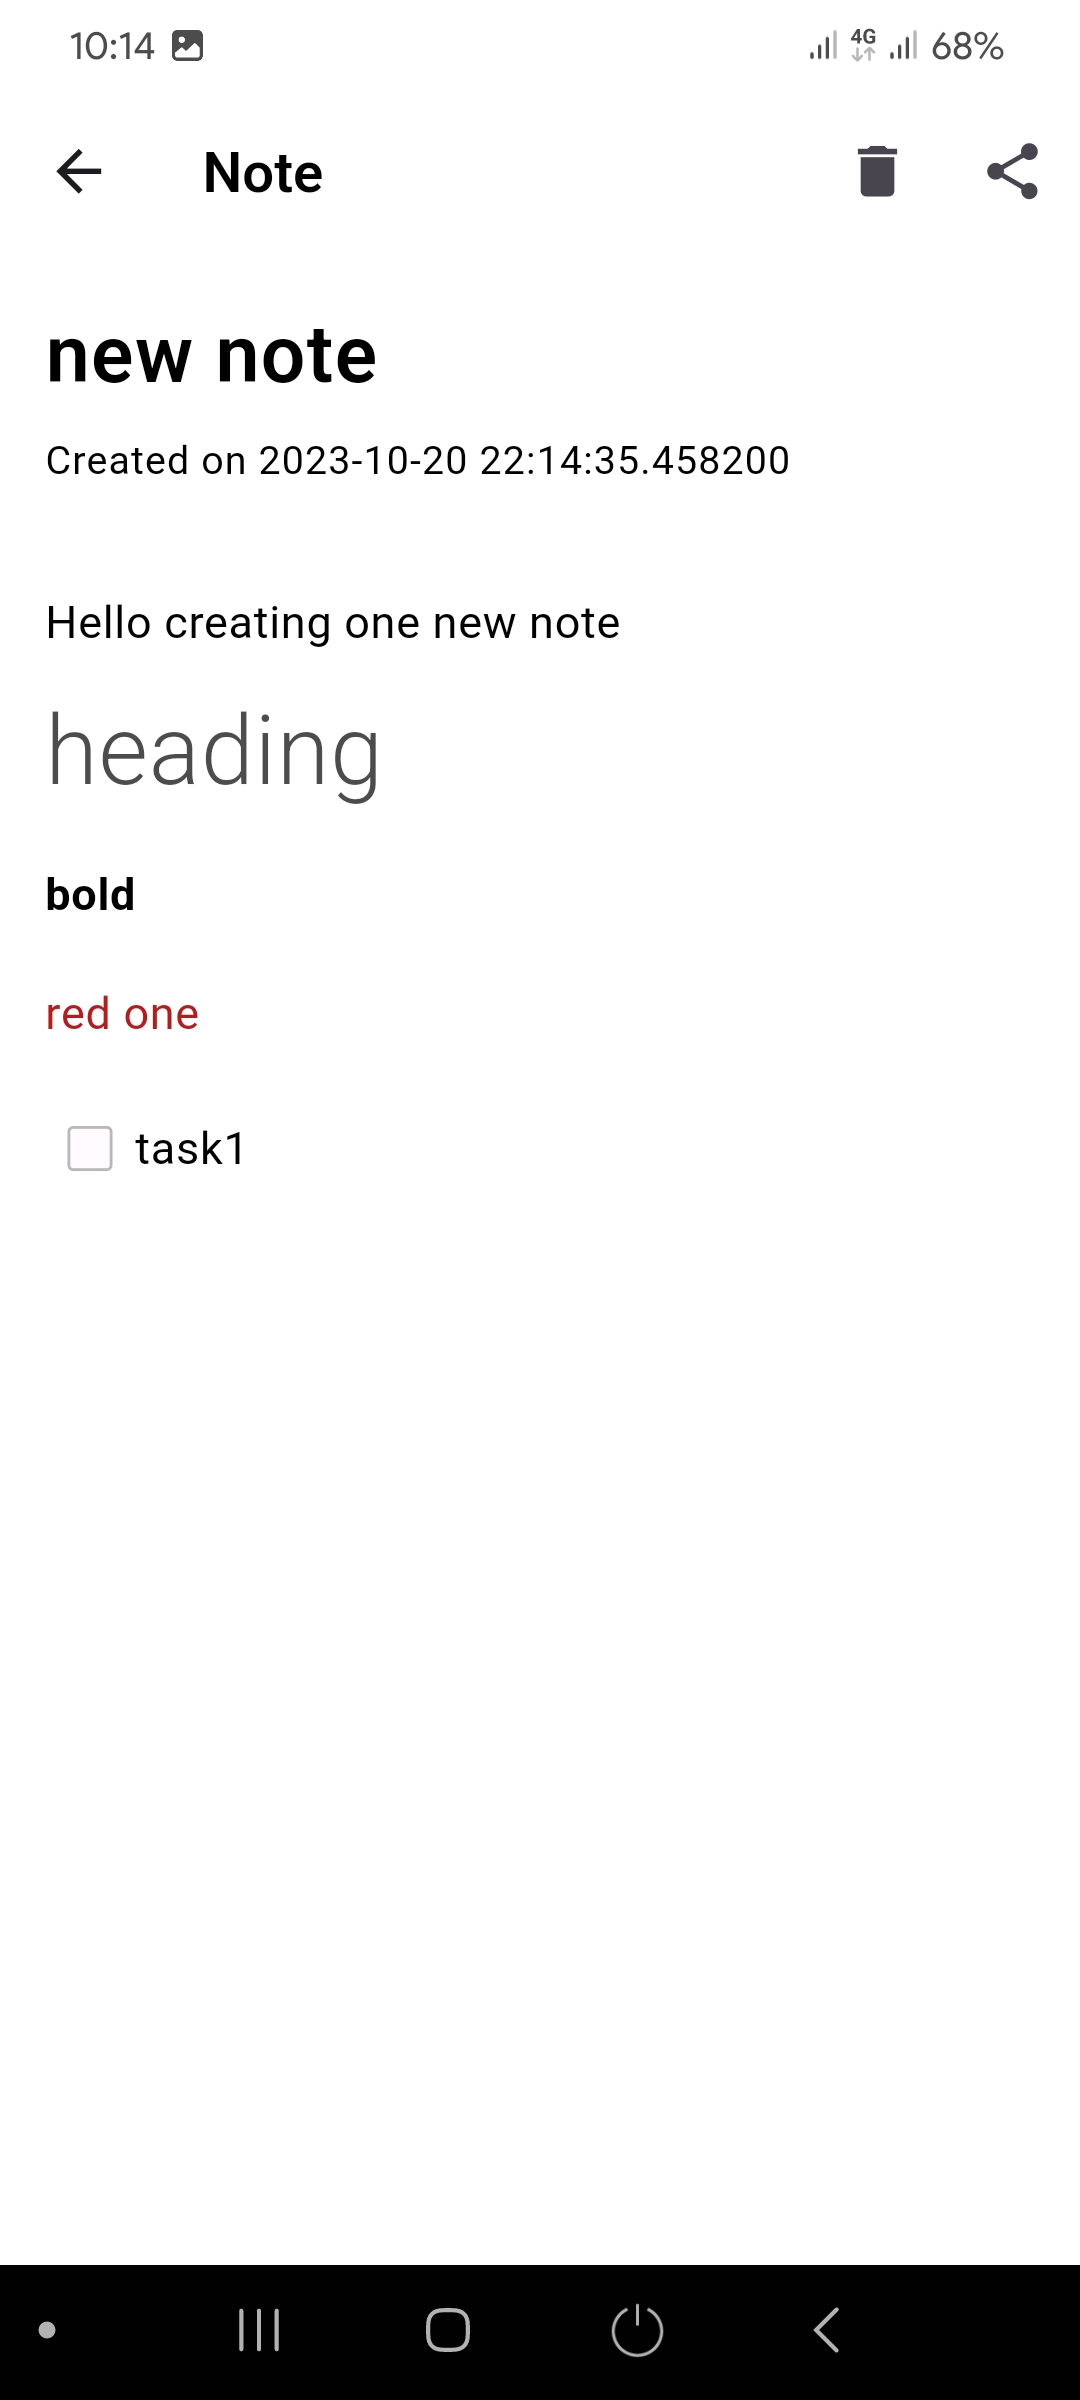 10:14 4G 68%
Note
new note
Created on 2023-10-20 22:14:35.458200
Hello creating one new note
heading
bold
red one
task1